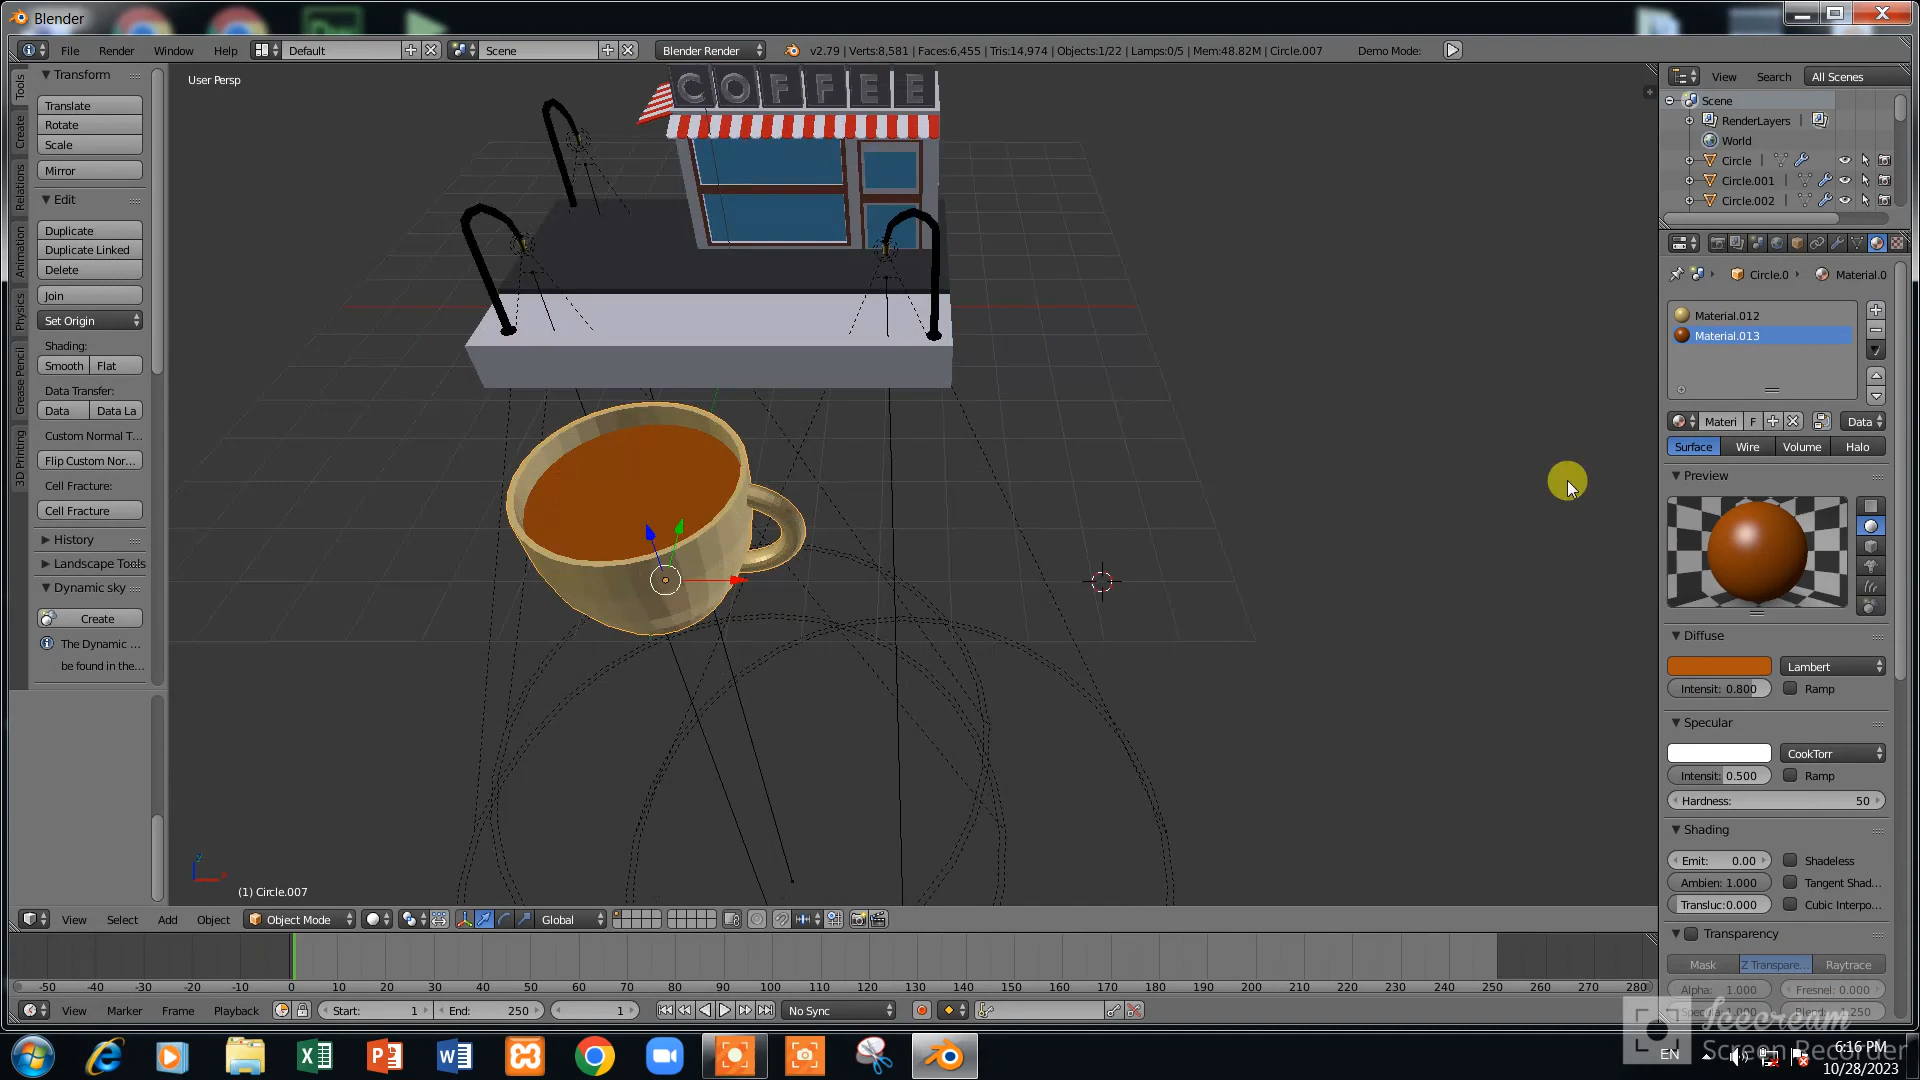 Blender
File Render Window Help Default Scene Blender Render v2.79 | Verts:8,581 | Faces:6,455 | Tris:14,974 | Objects:1/22 | Lamps:0/5 | Mem:48.82M | Circle.007 Demo Mode:
Tools
Create
Relations
Animation
Physics
Grease Pencil
3D Printing
Transform
Translate
Rotate
Scale
Mirror
Edit
Duplicate
Duplicate Linked
Delete
Join
Set Origin
Shading:
Smooth Flat
Data Transfer:
Data Data La
Custom Normal T...
Flip Custom Nor...
Cell Fracture:
Cell Fracture
History
Landscape Tools
Dynamic sky
Create
The Dynamic ...
be found in the...
User Persp
COFFEE
(1) Circle.007
View Search All Scenes
Scene
RenderLayers
World
Circle
Circle.001
Circle.002
Circle.0 Material.0
Material.012
Material.013
Materi F Data
Surface Wire Volume Halo
Preview
Diffuse
Lambert
Intensit: 0.800 Ramp
Specular
CookTorr
Intensit: 0.500 Ramp
Hardness: 50
Shading
Emit: 0.00 Shadeless
Ambien: 1.000 Tangent Shad...
Transluc:0.000 Cubic Interpo...
Transparency
Mask Z Transpare... Raytrace
Alpha: 1.000 Fresnel: 0.000
View Select Add Object Object Mode Global
-50 -40 -30 -20 -10 0 10 20 30 40 50 60 70 80 90 100 110 120 130 140 150 160 170 180 190 200 210 220 230 240 250 260 270 280
View Marker Frame Playback Start: 1 End: 250 1 No Sync
Icecream
Screen Recorder
EN 6:16 PM
10/28/2023